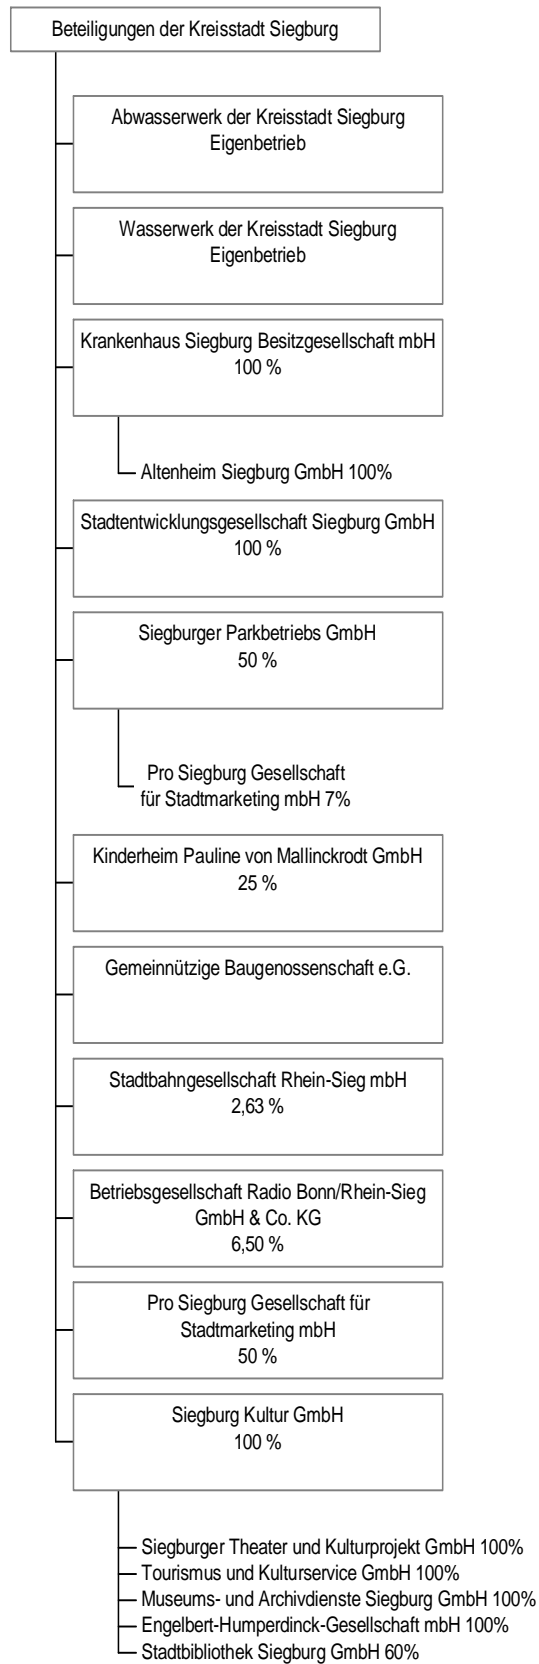 Beteiligungen der Kreisstadt Siegburg
Abwasserwerk der Kreisstadt Siegburg
Eigenbetrieb
Wasserwerk der Kreisstadt Siegburg
Eigenbetrieb
Krankenhaus Siegburg Besitzgesellschaft mbH
100 %
Altenheim Siegburg GmbH 100%
Stadtentwicklungsgesellschaft Siegburg GmbH
100 %
Siegburger Parkbetriebs GmbH
50 %
Pro Siegburg Gesellschaft
für Stadtmarketing mbH 7%
Kinderheim Pauline von Mallinckrodt GmbH
25 %
Gemeinnützige Baugenossenschaft e.G.
Stadtbahngesellschaft Rhein-Sieg mbH
2,63 %
Betriebsgesellschaft Radio Bonn/Rhein-Sieg
GmbH & Co. KG
6,50 %
Pro Siegburg Gesellschaft für
Stadtmarketing mbH
50 %
Siegburg Kultur GmbH
100 %
Siegburger Theater und Kulturprojekt GmbH 100%
Tourismus und Kulturservice GmbH 100%
Museums- und Archivdienste Siegburg GmbH 100%
Engelbert-Humperdinck-Gesellschaft mbH 100%
Stadtbibliothek Siegburg GmbH 60%